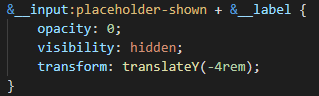 &__input:placeholder-shown + &__label {
    opacity: 0;
    visibility: hidden;
    transform: translateY(-4rem);
}